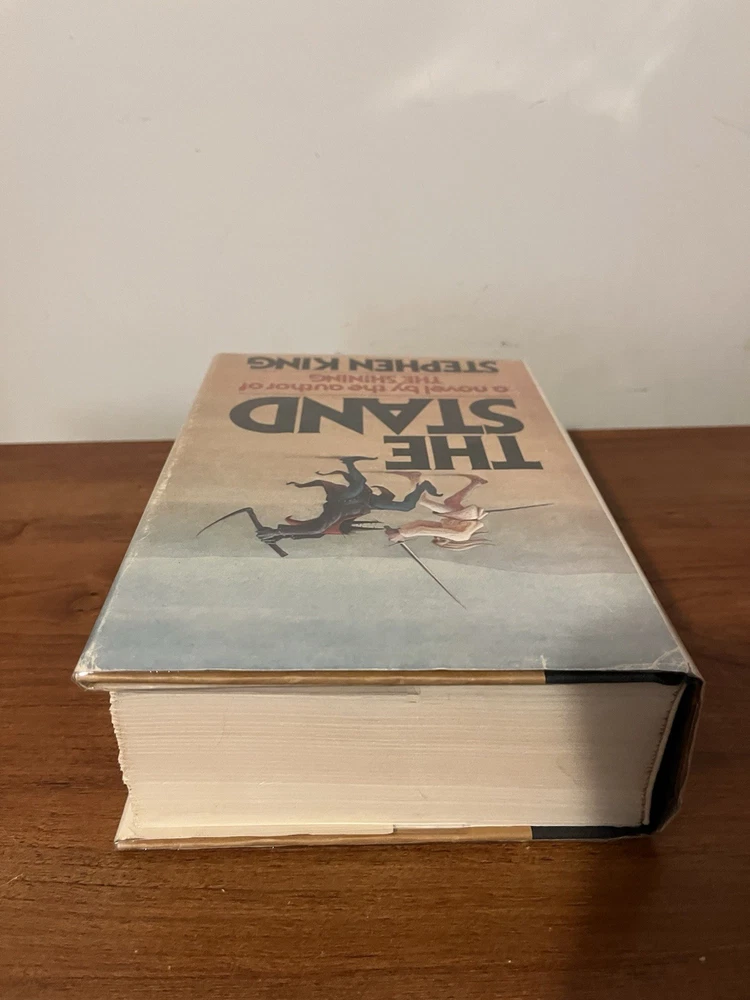 STEPHEN KING
a novel by the author of
THE SHINING
THE
STAND